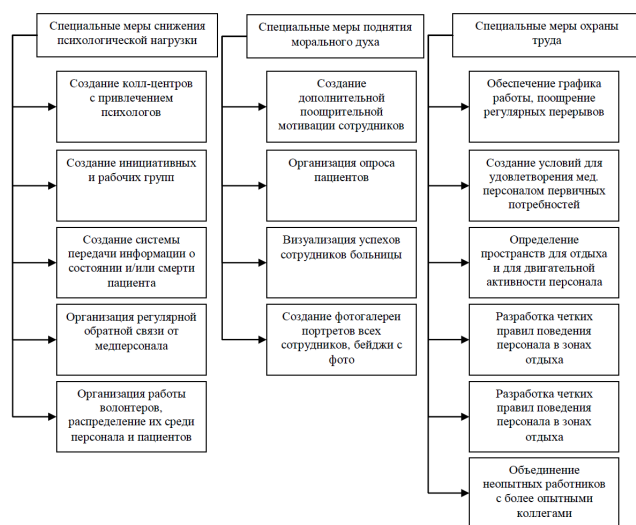 Специальные меры снижения
психологической нагрузки
Создание колл-центров
с привлечением
психологов
Создание инициативных
и рабочих групп
Создание системы
передачи информации о
состоянии и/или смерти
пациента
Организация регулярной
обратной связи от
медперсонала
Организация работы
волонтеров,
распределение их среди
персонала и пациентов
Специальные меры поднятия
морального духа
Создание
дополнительной
поощрительной
мотивации сотрудников
Организация опроса
пациентов
Визуализация успехов
сотрудников больницы
Создание фотогалереи
портретов всех
сотрудников, бейджи с
фото
Специальные меры охраны
труда
Обеспечение графика
работы, поощрение
регулярных перерывов
Создание условий для
удовлетворения мед.
персоналом первичных
потребностей
Определение
пространств для отдыха
и для двигательной
активности персонала
Разработка четких
правил поведения
персонала в зонах
отдыха
Разработка четких
правил поведения
персонала в зонах
отдыха
Объединение
неопытных работников
с более опытными
коллегами